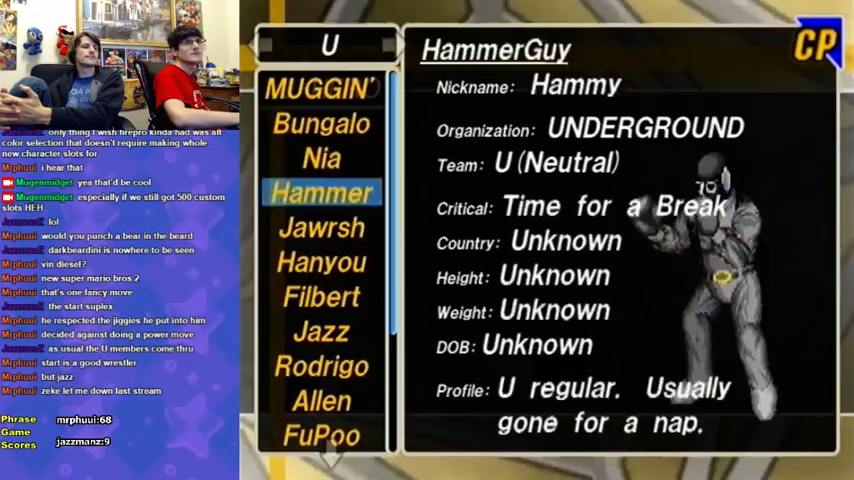 U
MUGGIN'
Bungalo
Nia
Hammer
Jawrsh
Hanyou
Filbert
Jazz
Rodrigo
Allen
FuPoo
HammerGuy
CP
Nickname: Hammy
Organization: UNDERGROUND
Team: U (Neutral)
Critical: Time for a Break
Country: Unknown
Height: Unknown
Weight: Unknown
DOB: Unknown
Profile: U regular. Usually
gone for a nap.
Jazzmanz: only thing I wish firepro kinda had was alt
color selection that doesn't require making whole
new character slots for
Mrphuui: i hear that
Mugenmidget: yea that'd be cool
Mugenmidget: especially if we still got 500 custom
slots HEH
Jazzmanz: lol
Mrphuui: would you punch a bear in the beard
Jazzmanz: darkbeardini is nowhere to be seen
Mrphuui: vin diesel?
Mrphuui: new super mario bros 2
Mrphuui: that's one fancy move
Jazzmanz: the start suplex
Mrphuui: he respected the jiggies he put into him
Mrphuui: decided against doing a power move
Jazzmanz: as usual the U members come thru
Mrphuui: start is a good wrestler
Mrphuui: but jazz
Mrphuui: zeke let me down last stream
Phrase
Game
Scores
mrphuui:68
jazzmanz:9